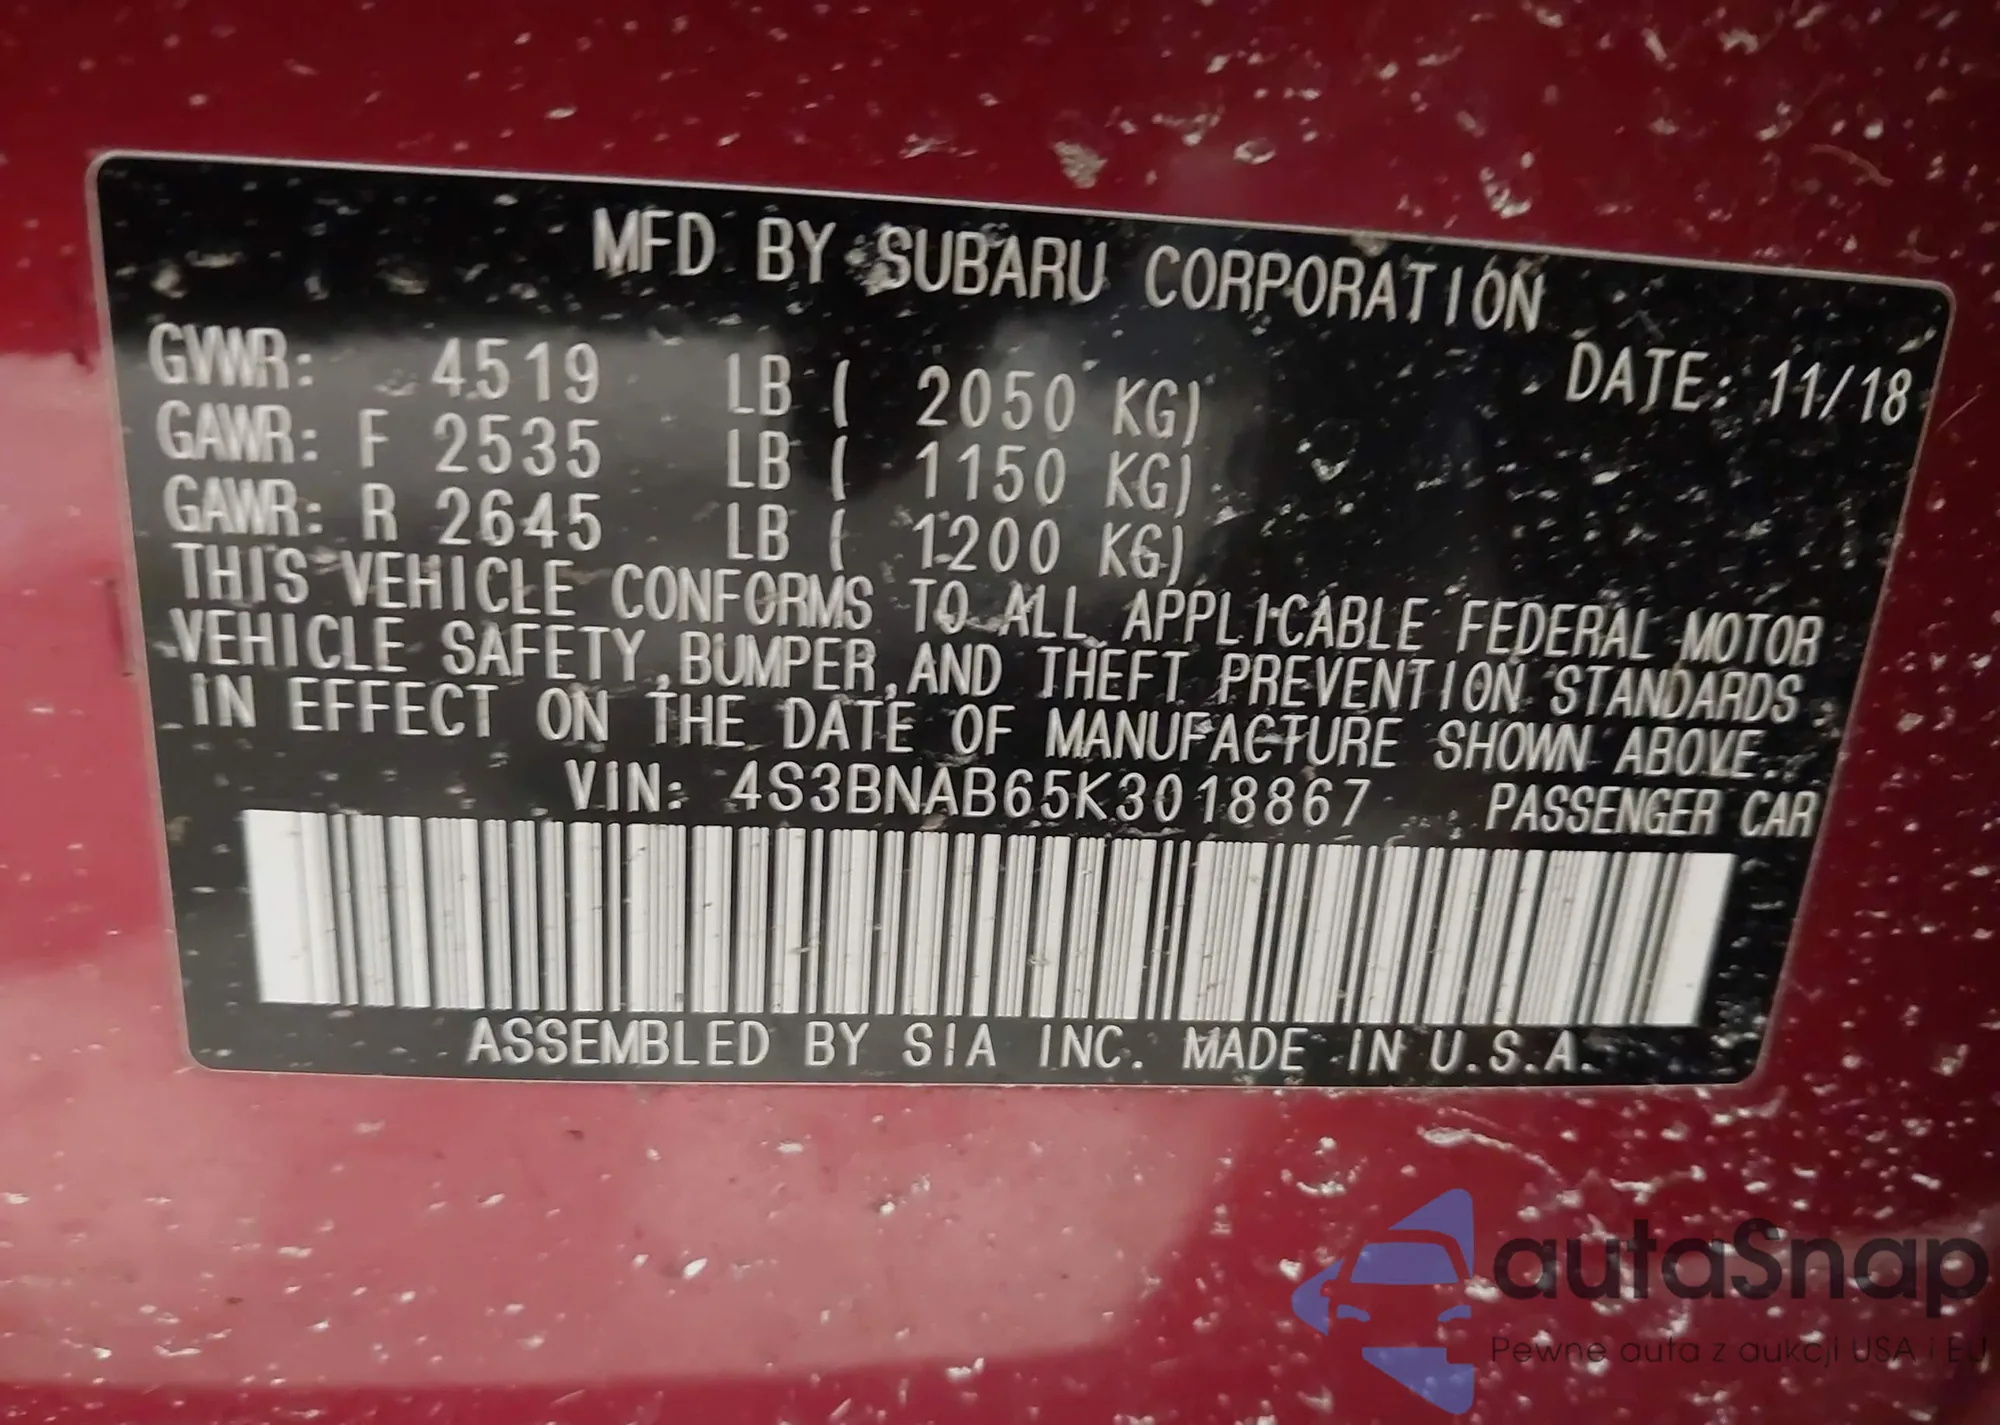 MFD BY SUBARU CORPORATION
GVWR: 4519 LB ( 2050 KG) DATE: 11/18
GAWR: F 2535 LB ( 1150 KG)
GAWR: R 2645 LB ( 1200 KG)
THIS VEHICLE CONFORMS TO ALL APPLICABLE FEDERAL MOTOR
VEHICLE SAFETY,BUMPER,AND THEFT PREVENTION STANDARDS
IN EFFECT ON THE DATE OF MANUFACTURE SHOWN ABOVE.
VIN: 4S3BNAB65K3018867 PASSENGER CAR
ASSEMBLED BY SIA INC. MADE IN U.S.A.
autaSnap
Pewne auta z aukcji USA i EU